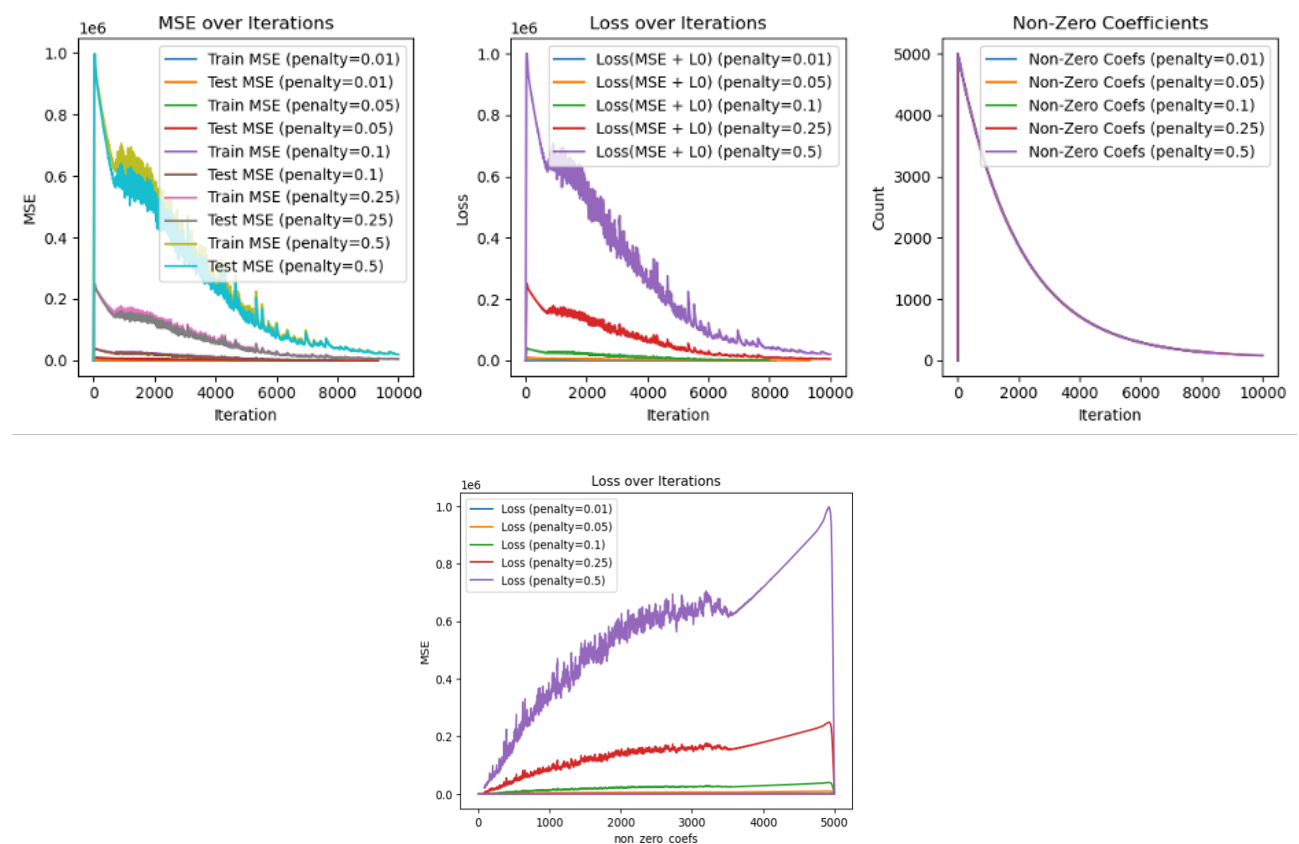 MSE over Iterations
1e6
Train MSE (penalty=0.01)
Test MSE (penalty=0.01)
Train MSE (penalty=0.05)
Test MSE (penalty=0.05)
Train MSE (penalty=0.1)
Test MSE (penalty=0.1)
Train MSE (penalty=0.25)
Test MSE (penalty=0.25)
Train MSE (penalty=0.5)
Test MSE (penalty=0.5)
1.0
0.8
0.6
0.4
0.2
0.0
MSE
0 2000 4000 6000 8000 10000
Iteration
Loss over Iterations
1e6
Loss(MSE + L0) (penalty=0.01)
Loss(MSE + L0) (penalty=0.05)
Loss(MSE + L0) (penalty=0.1)
Loss(MSE + L0) (penalty=0.25)
Loss(MSE + L0) (penalty=0.5)
1.0
0.8
0.6
0.4
0.2
0.0
Loss
0 2000 4000 6000 8000 10000
Iteration
Non-Zero Coefficients
Non-Zero Coefs (penalty=0.01)
Non-Zero Coefs (penalty=0.05)
Non-Zero Coefs (penalty=0.1)
Non-Zero Coefs (penalty=0.25)
Non-Zero Coefs (penalty=0.5)
5000
4000
3000
2000
1000
0
Count
0 2000 4000 6000 8000 10000
Iteration
Loss over Iterations
1e6
Loss (penalty=0.01)
Loss (penalty=0.05)
Loss (penalty=0.1)
Loss (penalty=0.25)
Loss (penalty=0.5)
1.0
0.8
0.6
0.4
0.2
0.0
MSE
0 1000 2000 3000 4000 5000
non_zero_coefs